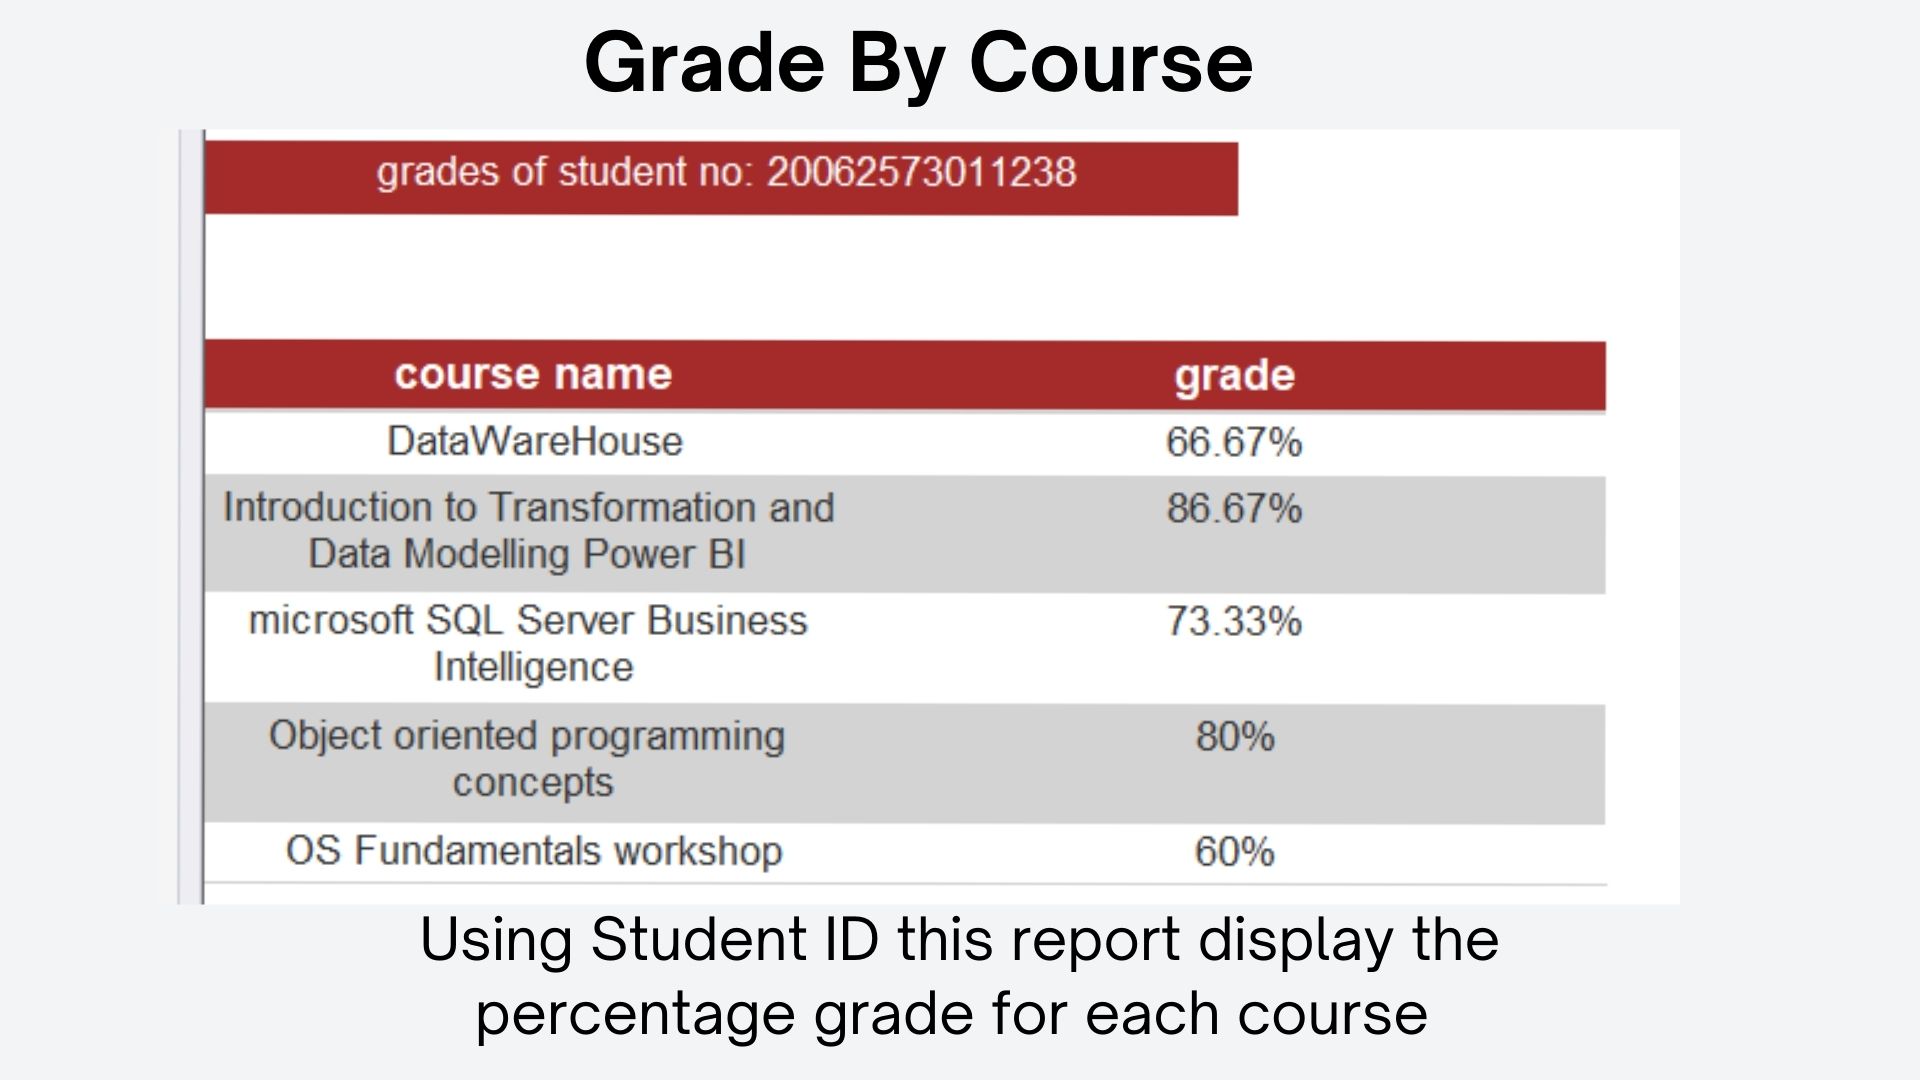 Grade By Course
grades of student no: 20062573011238
course name grade
DataWareHouse 66.67%
Introduction to Transformation and 86.67%
Data Modelling Power BI
microsoft SQL Server Business 73.33%
Intelligence
Object oriented programming 80%
concepts
OS Fundamentals workshop 60%
Using Student ID this report display the
percentage grade for each course